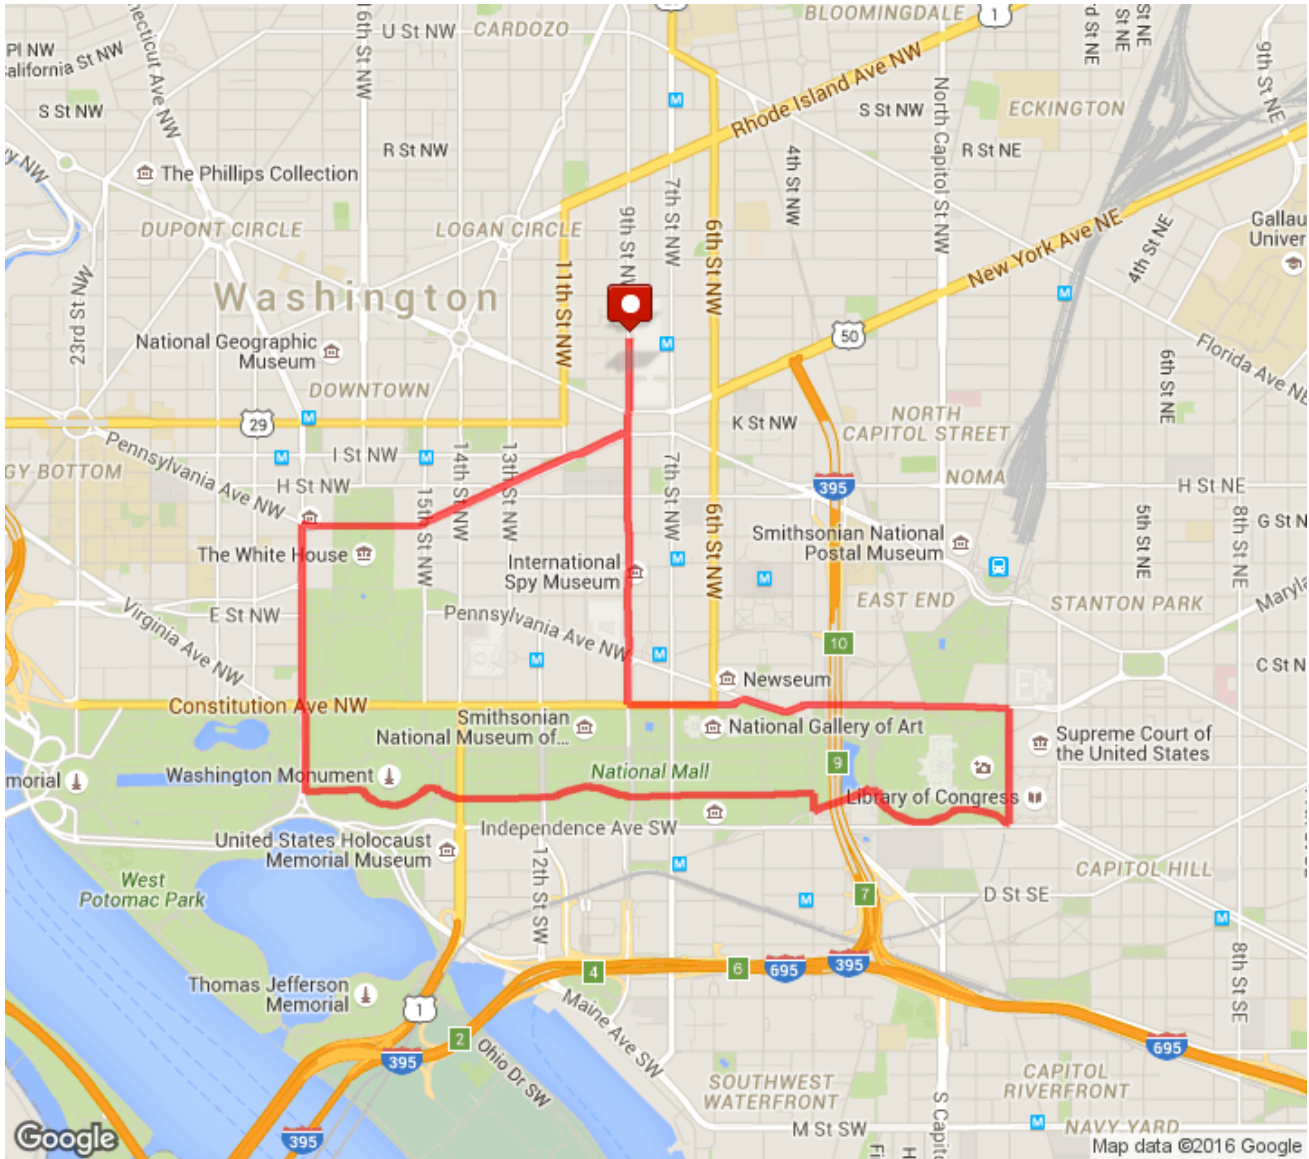 BLOOMINGDALE
1
Pl NW
California St NW
U St NW
CARDOZO
16th St NW
9th St NE
S St NW
Rhode Island Ave NW
S St NW
ECKINGTON
R St NW
R St NE
4th St NW
North Capitol St NW
The Phillips Collection
7th St NW
9th St NW
6th St NW
DUPONT CIRCLE
LOGAN CIRCLE
New York Ave NE
4th St NE
Washington
11th St NW
23rd St NW
National Geographic
Museum
50
Florida Ave NE
6th St NE
DOWNTOWN
29
K St NW
NORTH
CAPITOL STREET
Pennsylvania Ave NW
I St NW
14th St NW
13th St NW
7th St NW
GY BOTTOM
H St NW
395
NOMA
H St NE
15th St NW
6th St NW
5th St NE
8th St NE
The White House
International
Spy Museum
Smithsonian National
Postal Museum
EAST END
STANTON PARK
Virginia Ave NW
E St NW
Pennsylvania Ave NW
10
Newseum
Constitution Ave NW
Smithsonian
National Museum of...
National Gallery of Art
Supreme Court of
the United States
Washington Monument
National Mall
9
Library of Congress
Independence Ave SW
United States Holocaust
Memorial Museum
12th St SW
CAPITOL HILL
West
Potomac Park
7
D St SE
8th St SE
4
6
695
395
Thomas Jefferson
Memorial
1
Maine Ave SW
2
395
Ohio Dr SW
695
SOUTHWEST
WATERFRONT
CAPITOL
RIVERFRONT
M St SW
NAVY YARD
395
Google
Map data ©2016 Google